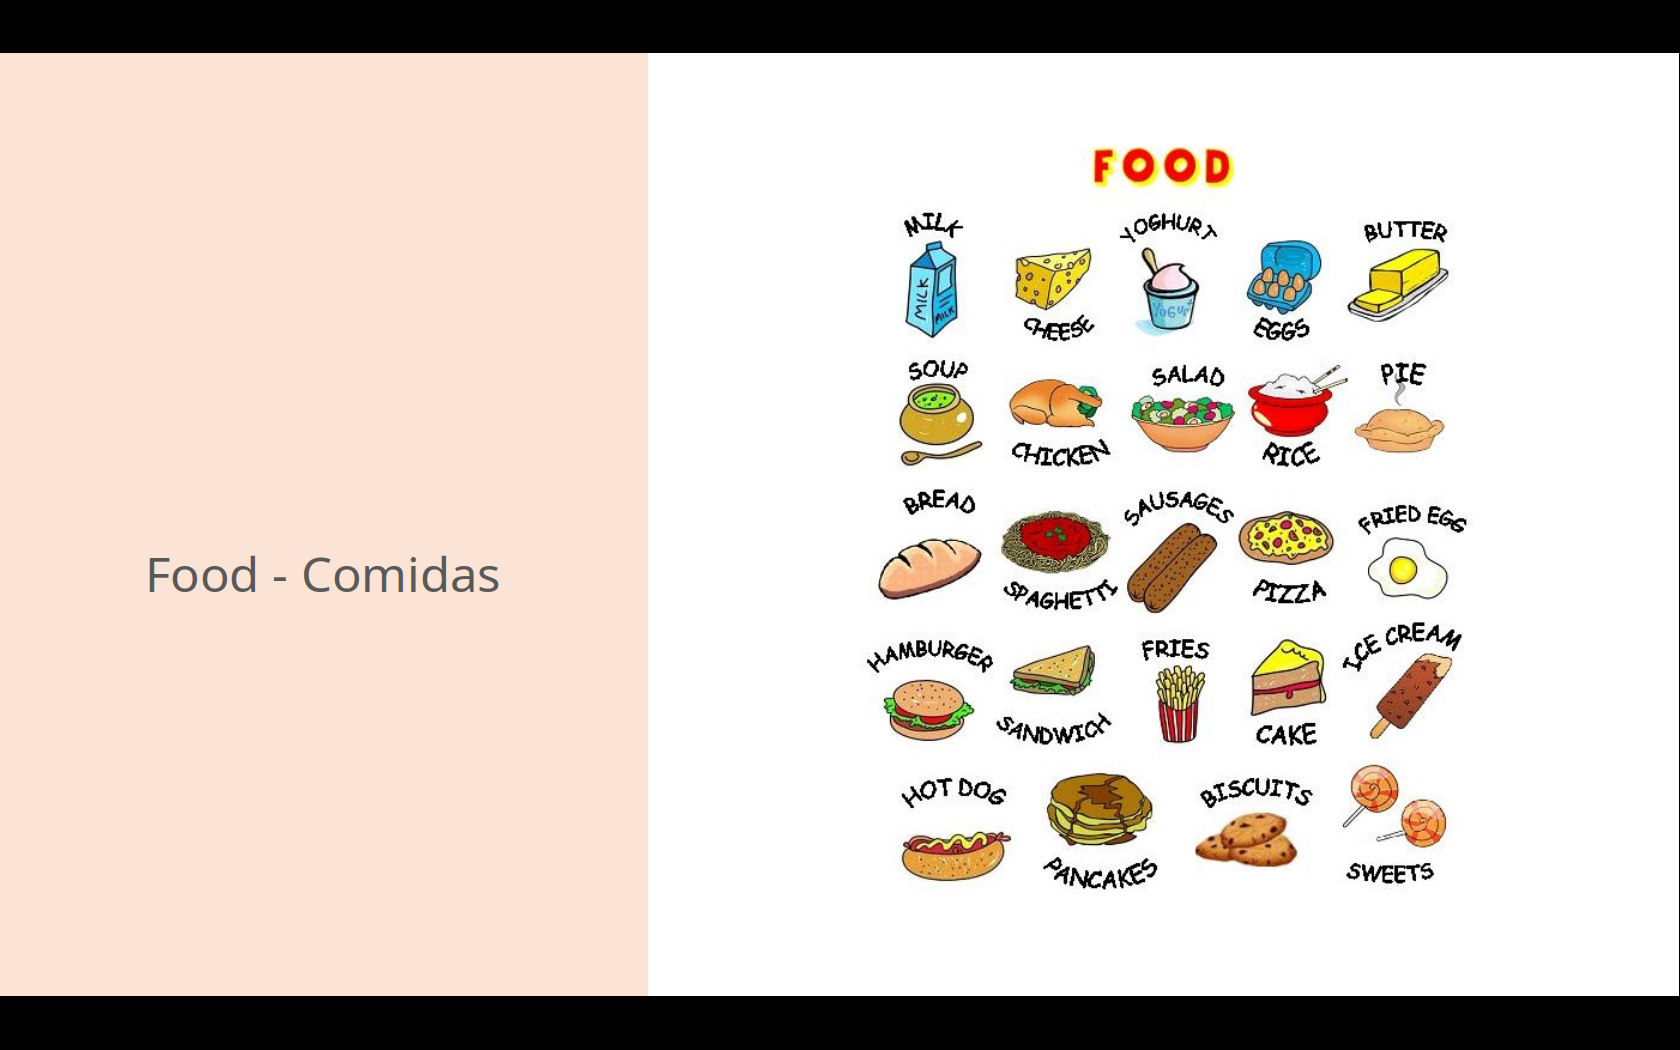 Food - Comidas
FOOD
MILK
YOGHURT
BUTTER
MILK
MILK
YOGURT
CHEESE
EGGS
SOUP
SALAD
PIE
CHICKEN
RICE
BREAD
SAUSAGES
FRIED EGG
SPAGHETTI
PIZZA
HAMBURGER
FRIES
ICE CREAM
SANDWICH
CAKE
HOT DOG
BISCUITS
PANCAKES
SWEETS